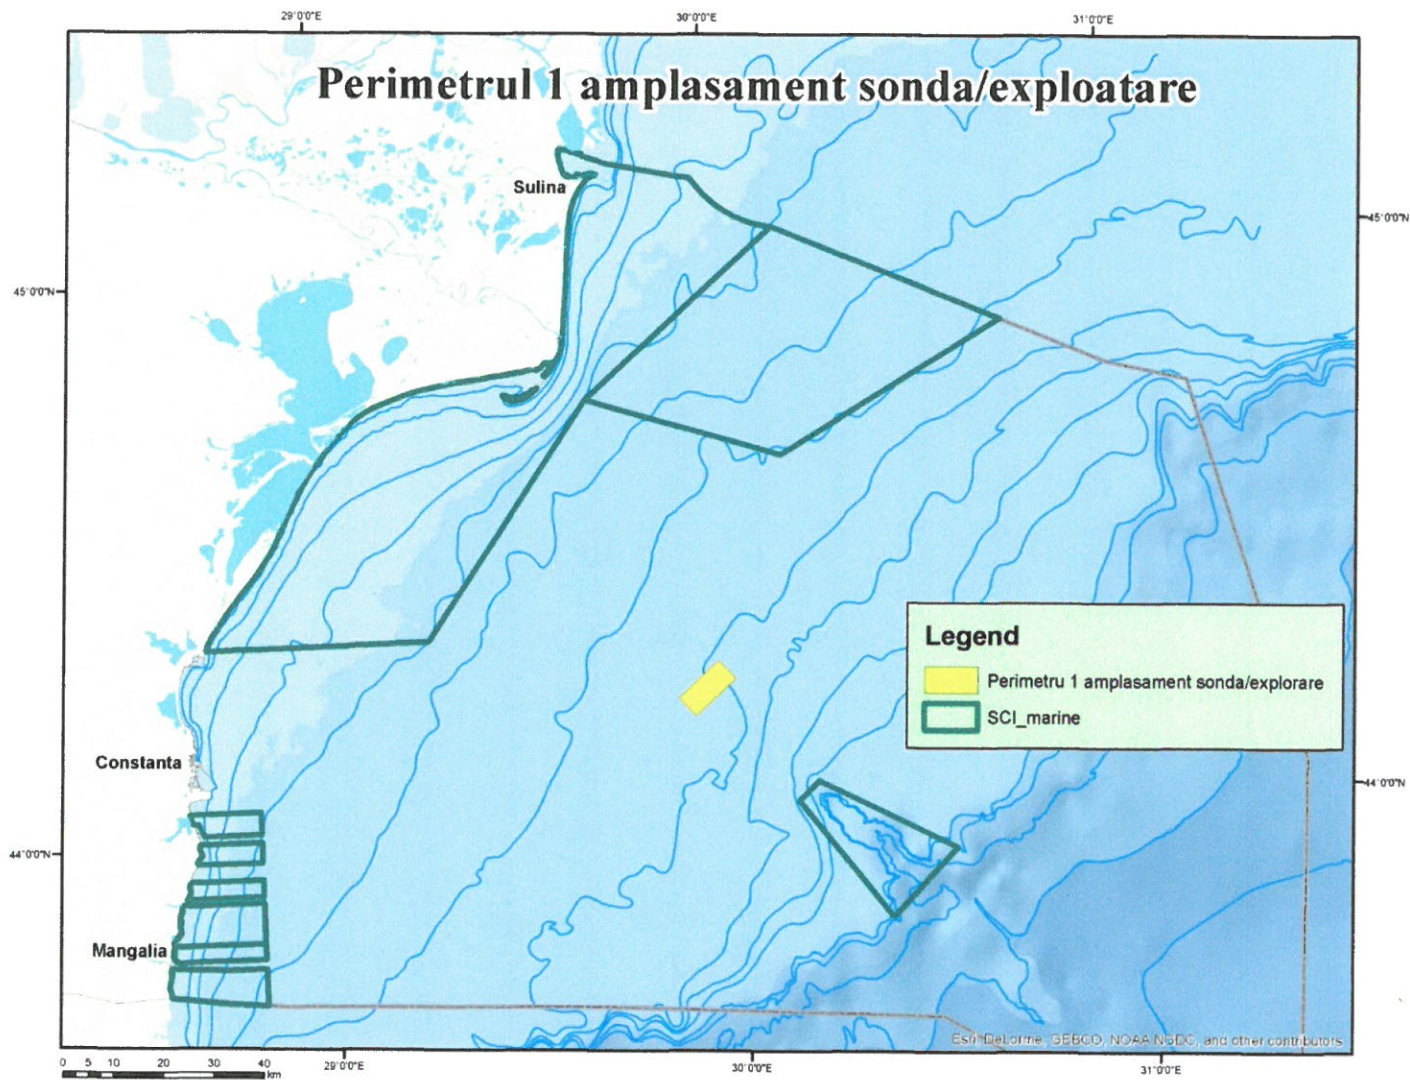 29°0'0"E
30°0'0"E
31°0'0"E
Perimetrul 1 amplasament sonda/exploatare
Sulina
45°0'0"N
45°0'0"N
Legend
Perimetru 1 amplasament sonda/explorare
SCI_marine
Constanta
44°0'0"N
44°0'0"N
Mangalia
Esri, DeLorme, GEBCO, NOAA NGDC, and other contributors
0 5 10 20 30 40
km
29°0'0"E
30°0'0"E
31°0'0"E